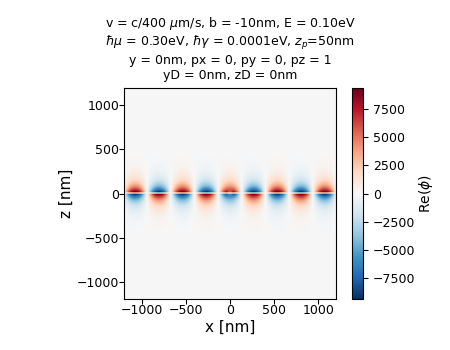 v = c/400 μm/s, b = -10nm, E = 0.10eV
ℏμ = 0.30eV, ℏγ = 0.0001eV, z_p=50nm
y = 0nm, px = 0, py = 0, pz = 1
yD = 0nm, zD = 0nm
1000
500
0
−500
−1000
z [nm]
−1000 −500 0 500 1000
x [nm]
7500
5000
2500
0
−2500
−5000
−7500
Re(ϕ)